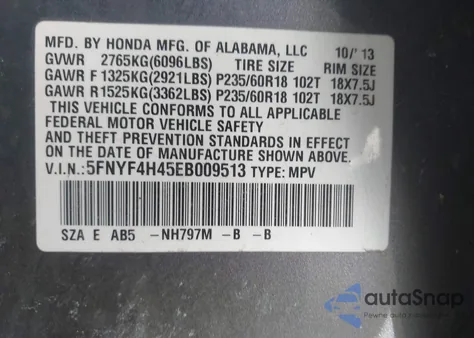 MFD. BY HONDA MFG. OF ALABAMA, LLC 10/'13
GVWR 2765KG(6096LBS) TIRE SIZE RIM SIZE
GAWR F 1325KG(2921LBS) P235/60R18 102T 18X7.5J
GAWR R1525KG(3362LBS) P235/60R18 102T 18X7.5J
THIS VEHICLE CONFORMS TO ALL APPLICABLE
FEDERAL MOTOR VEHICLE SAFETY
AND THEFT PREVENTION STANDARDS IN EFFECT
ON THE DATE OF MANUFACTURE SHOWN ABOVE.
V.I.N.:5FNYF4H45EB009513 TYPE: MPV
SZA E AB5 -NH797M -B -B
autoSnap
Pewne auta z